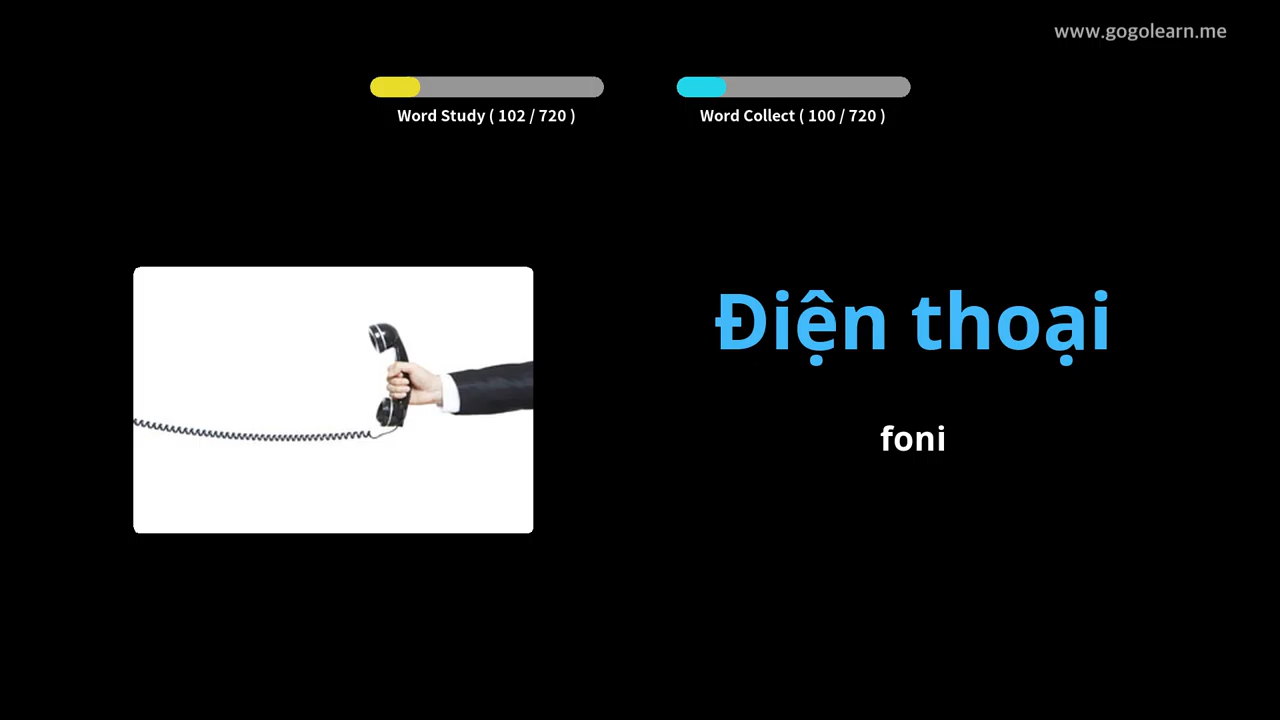 www.gogolearn.me
Word Study ( 102 / 720 )
Word Collect ( 100 / 720 )
Điện thoại
foni